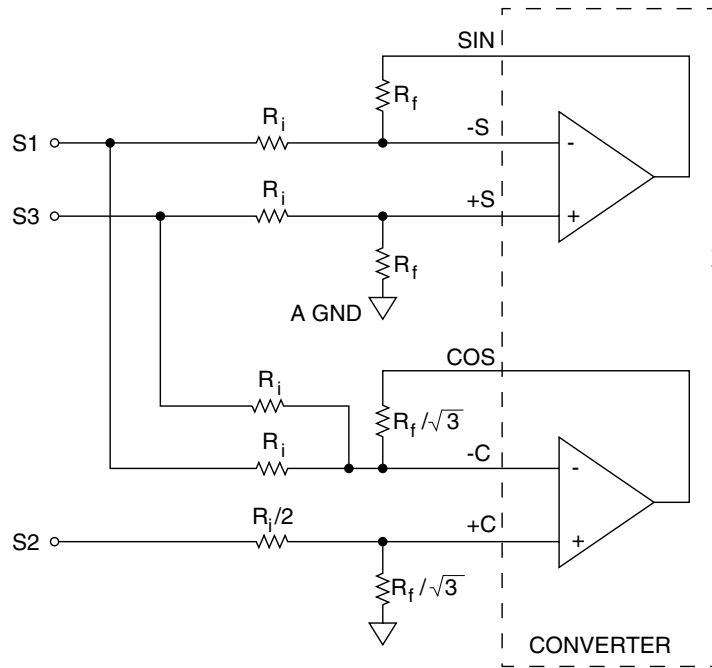 SIN
R_f
R_i
S1
-S
-
R_i
S3
+S
+
R_f
A GND
COS
R_i
R_f/√3
R_i
-C
-
R_i/2
S2
+C
+
R_f/√3
CONVERTER